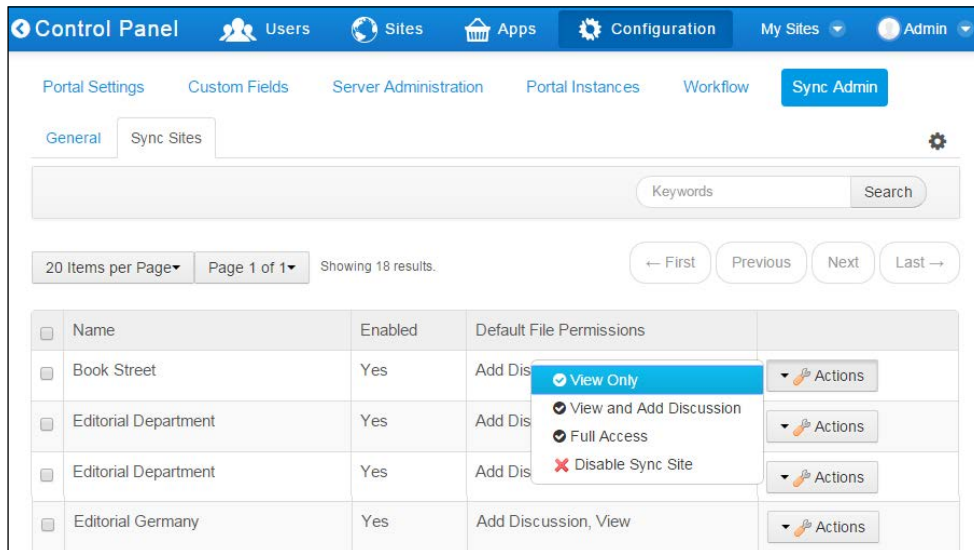 Control Panel Users Sites Apps Configuration My Sites Admin
Portal Settings Custom Fields Server Administration Portal Instances Workflow Sync Admin
General Sync Sites
Keywords Search
20 Items per Page Page 1 of 1 Showing 18 results. ← First Previous Next Last →
Name Enabled Default File Permissions
Book Street Yes Add Dis Actions
View Only
View and Add Discussion
Editorial Department Yes Add Dis Actions
Full Access
Disable Sync Site
Editorial Department Yes Add Dis Actions
Editorial Germany Yes Add Discussion, View Actions